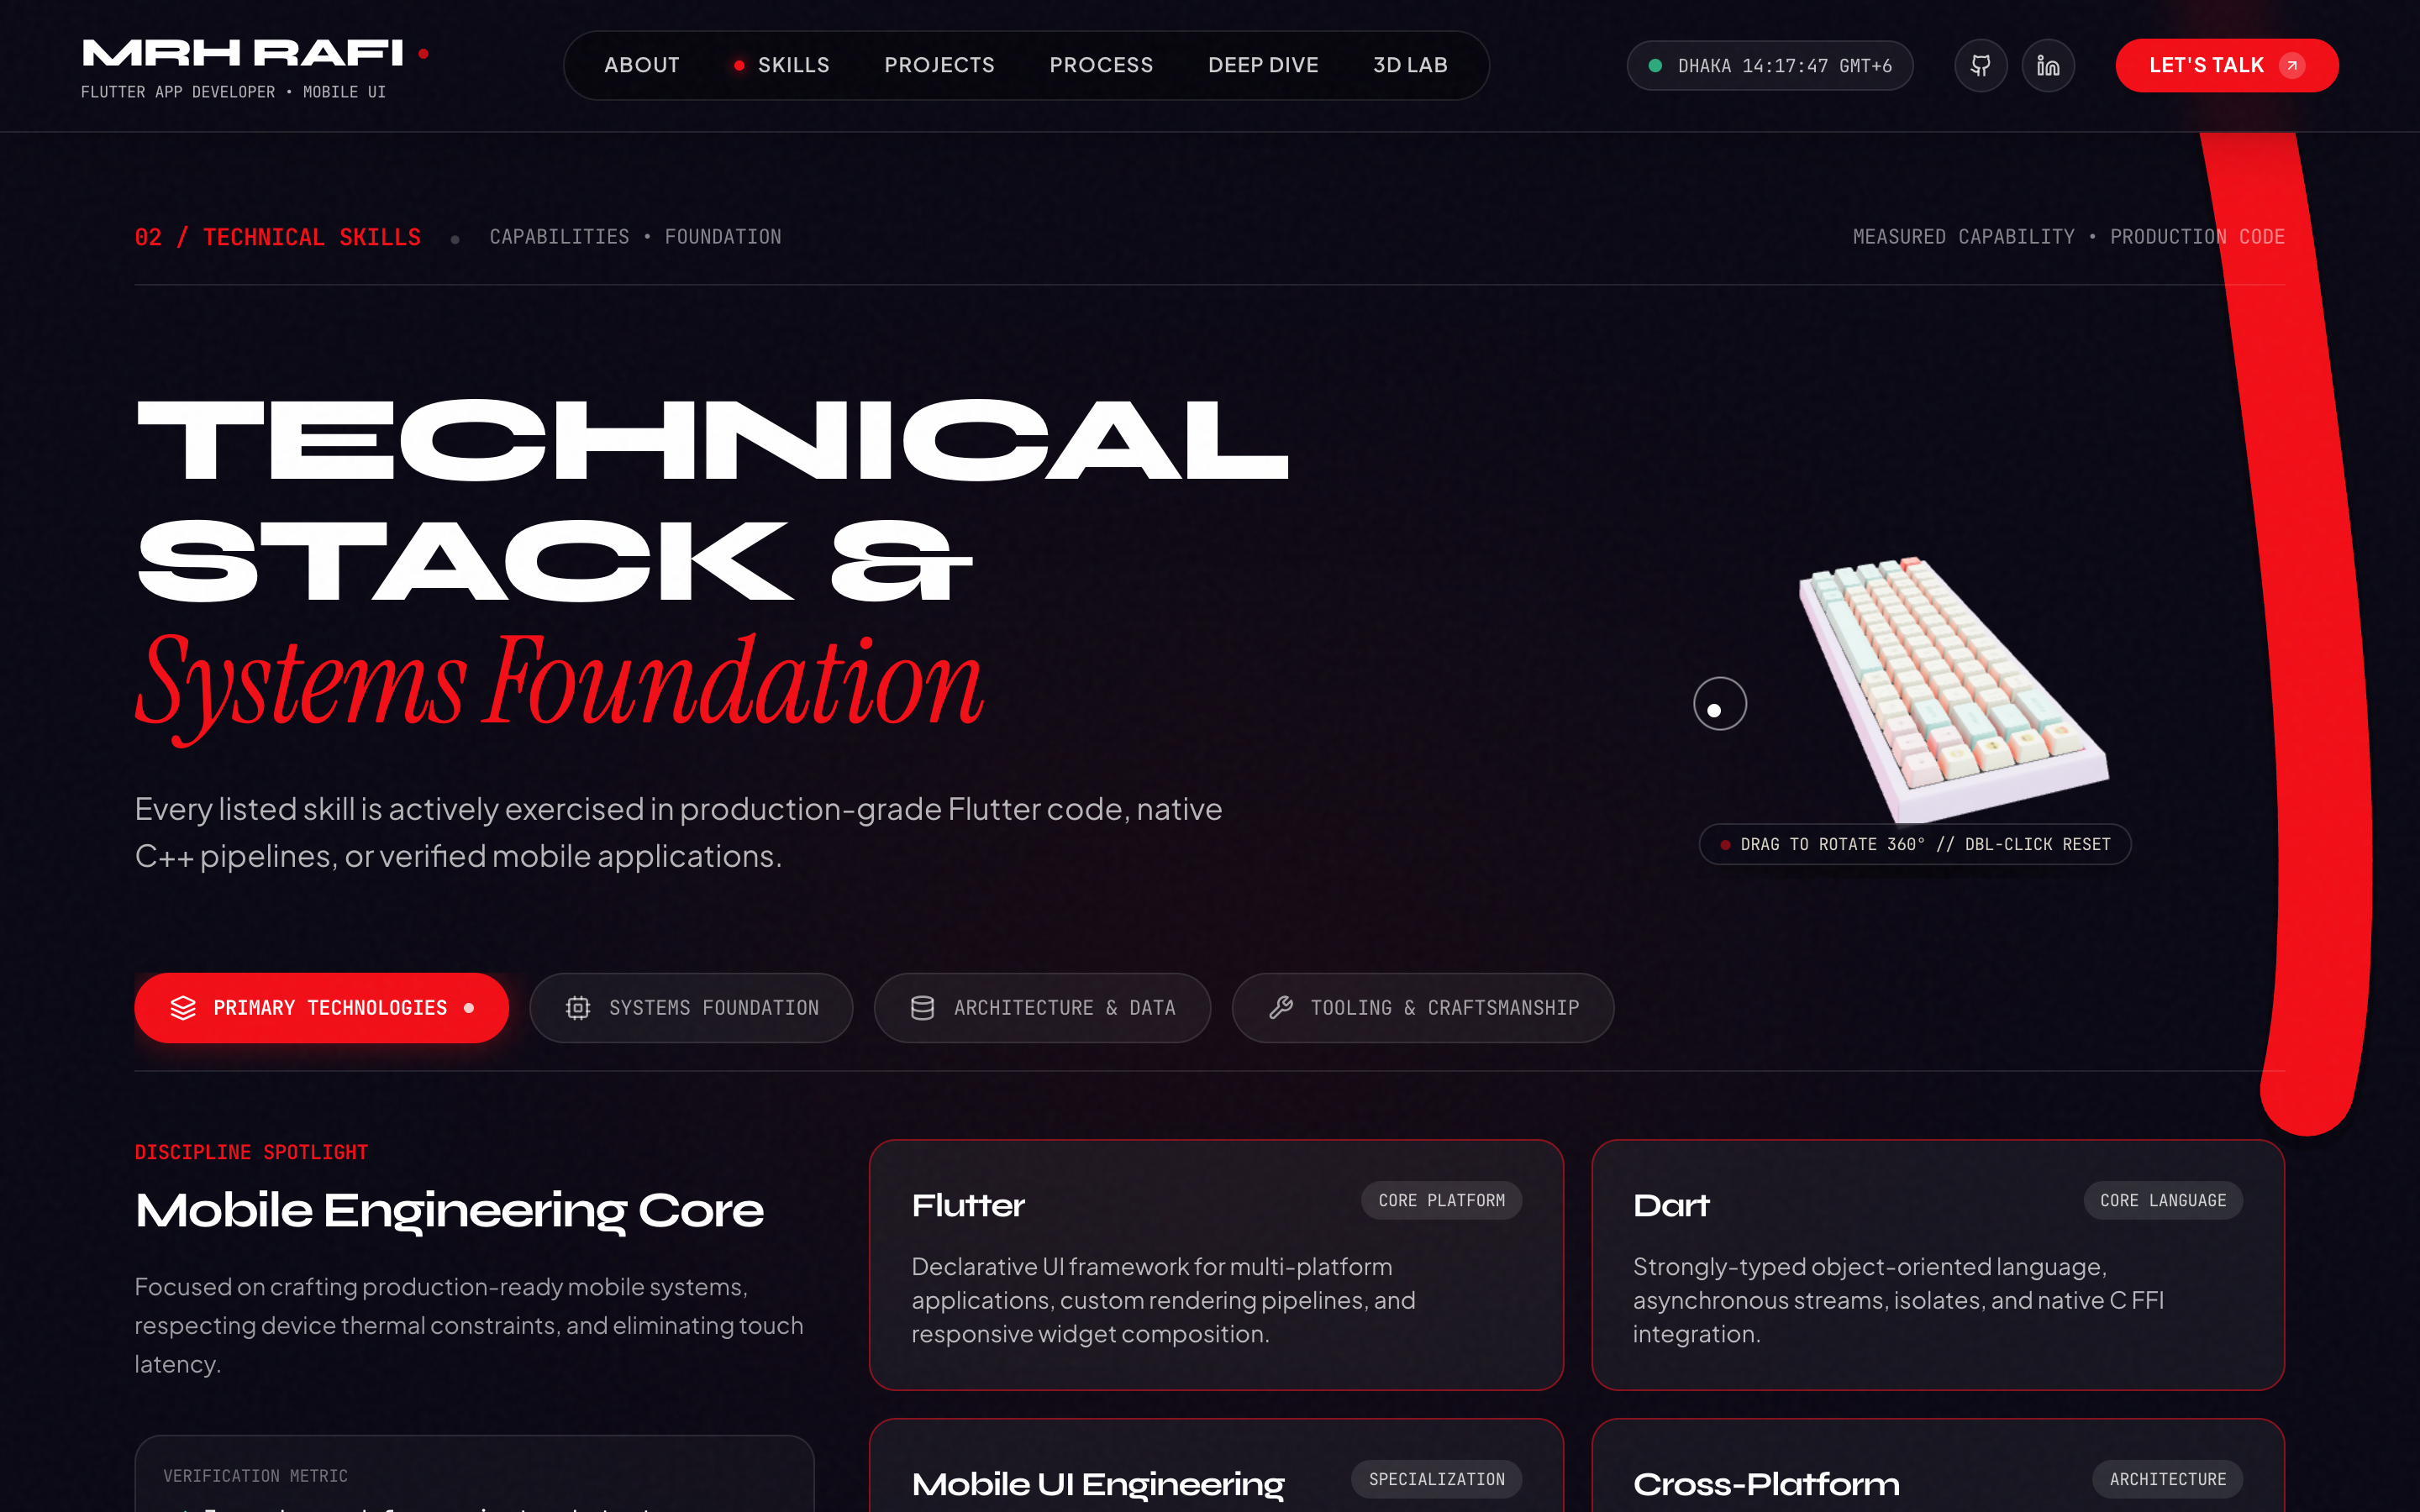 MRH RAFI
FLUTTER APP DEVELOPER • MOBILE UI
ABOUT
SKILLS
PROJECTS
PROCESS
DEEP DIVE
3D LAB
DHAKA 14:17:47 GMT+6
LET'S TALK
02 / TECHNICAL SKILLS
CAPABILITIES • FOUNDATION
MEASURED CAPABILITY • PRODUCTION CODE
TECHNICAL
STACK &
Systems Foundation
Every listed skill is actively exercised in production-grade Flutter code, native
C++ pipelines, or verified mobile applications.
DRAG TO ROTATE 360° // DBL-CLICK RESET
PRIMARY TECHNOLOGIES
SYSTEMS FOUNDATION
ARCHITECTURE & DATA
TOOLING & CRAFTSMANSHIP
DISCIPLINE SPOTLIGHT
Mobile Engineering Core
Focused on crafting production-ready mobile systems,
respecting device thermal constraints, and eliminating touch
latency.
VERIFICATION METRIC
Flutter
CORE PLATFORM
Declarative UI framework for multi-platform
applications, custom rendering pipelines, and
responsive widget composition.
Dart
CORE LANGUAGE
Strongly-typed object-oriented language,
asynchronous streams, isolates, and native C FFI
integration.
Mobile UI Engineering
SPECIALIZATION
Cross-Platform
ARCHITECTURE